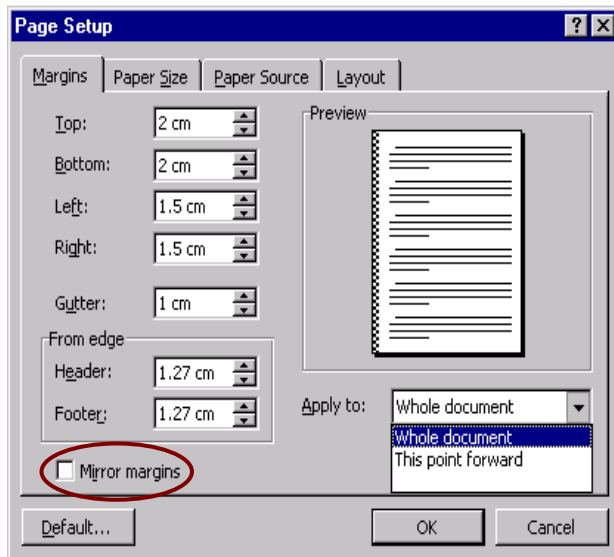 Page Setup
Margins Paper Size Paper Source Layout
Top: 2 cm
Bottom: 2 cm
Left: 1.5 cm
Right: 1.5 cm
Gutter: 1 cm
From edge
Header: 1.27 cm
Footer: 1.27 cm
Mirror margins
Preview
Apply to: Whole document
Whole document
This point forward
Default... OK Cancel